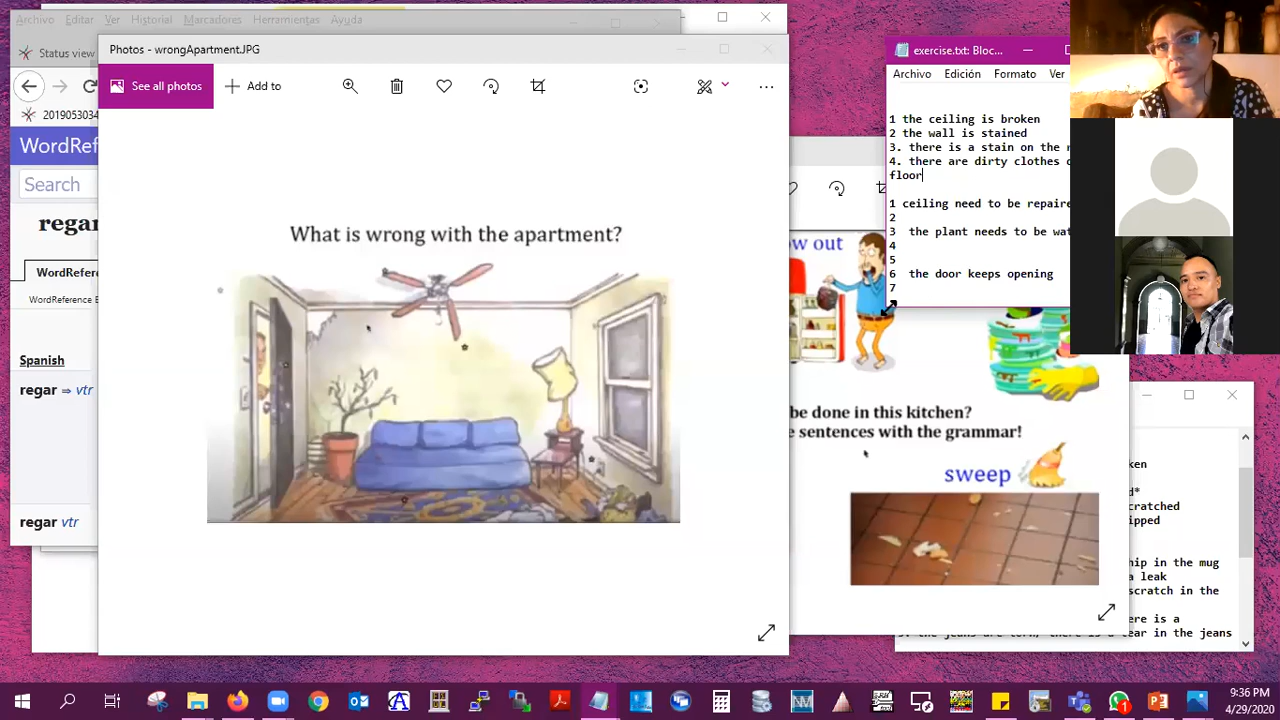 Archivo Editar Ver Historial Marcadores Herramientas Ayuda
Status view
Photos - wrongApartment.JPG
See all photos
Add to
2019053034
WordRefe
Search
regar
WordReferen
WordReference E
Spanish
regar ⇒ vtr
regar vtr
What is wrong with the apartment?
exercise.txt: Bloc...
Archivo Edición Formato Ver
1 the ceiling is broken
2 the wall is stained
3. there is a stain on the r
4. there are dirty clothes o
floor
1 ceiling need to be repaire
2
3 the plant needs to be wat
4
5
6 the door keeps opening
7
ow out
be done in this kitchen?
e sentences with the grammar!
sweep
ken
d*
cratched
ipped
hip in the mug
a leak
scratch in the
ere is a
5. the jeans are torn, there is a tear in the jeans
9:36 PM
4/29/2020